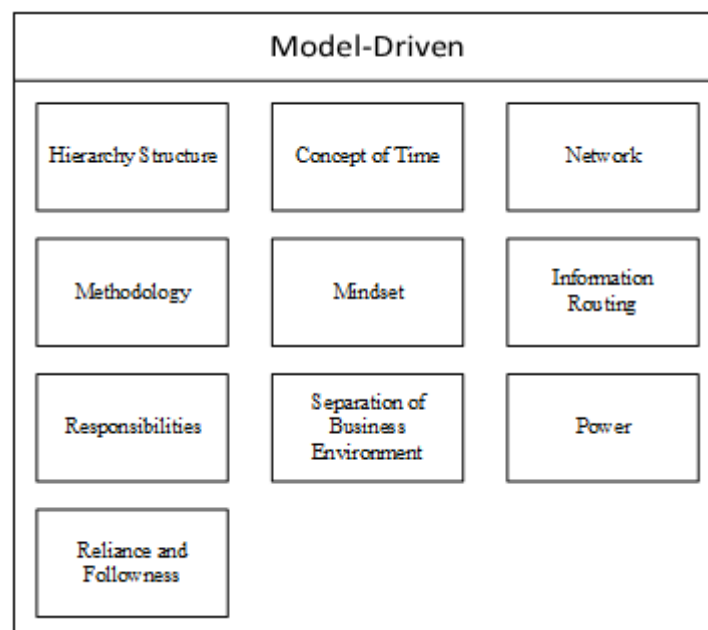 Model-Driven
Hierarchy Structure
Concept of Time
Network
Methodology
Mindset
Information
Routing
Responsibilities
Separation of
Business
Environment
Power
Reliance and
Followness